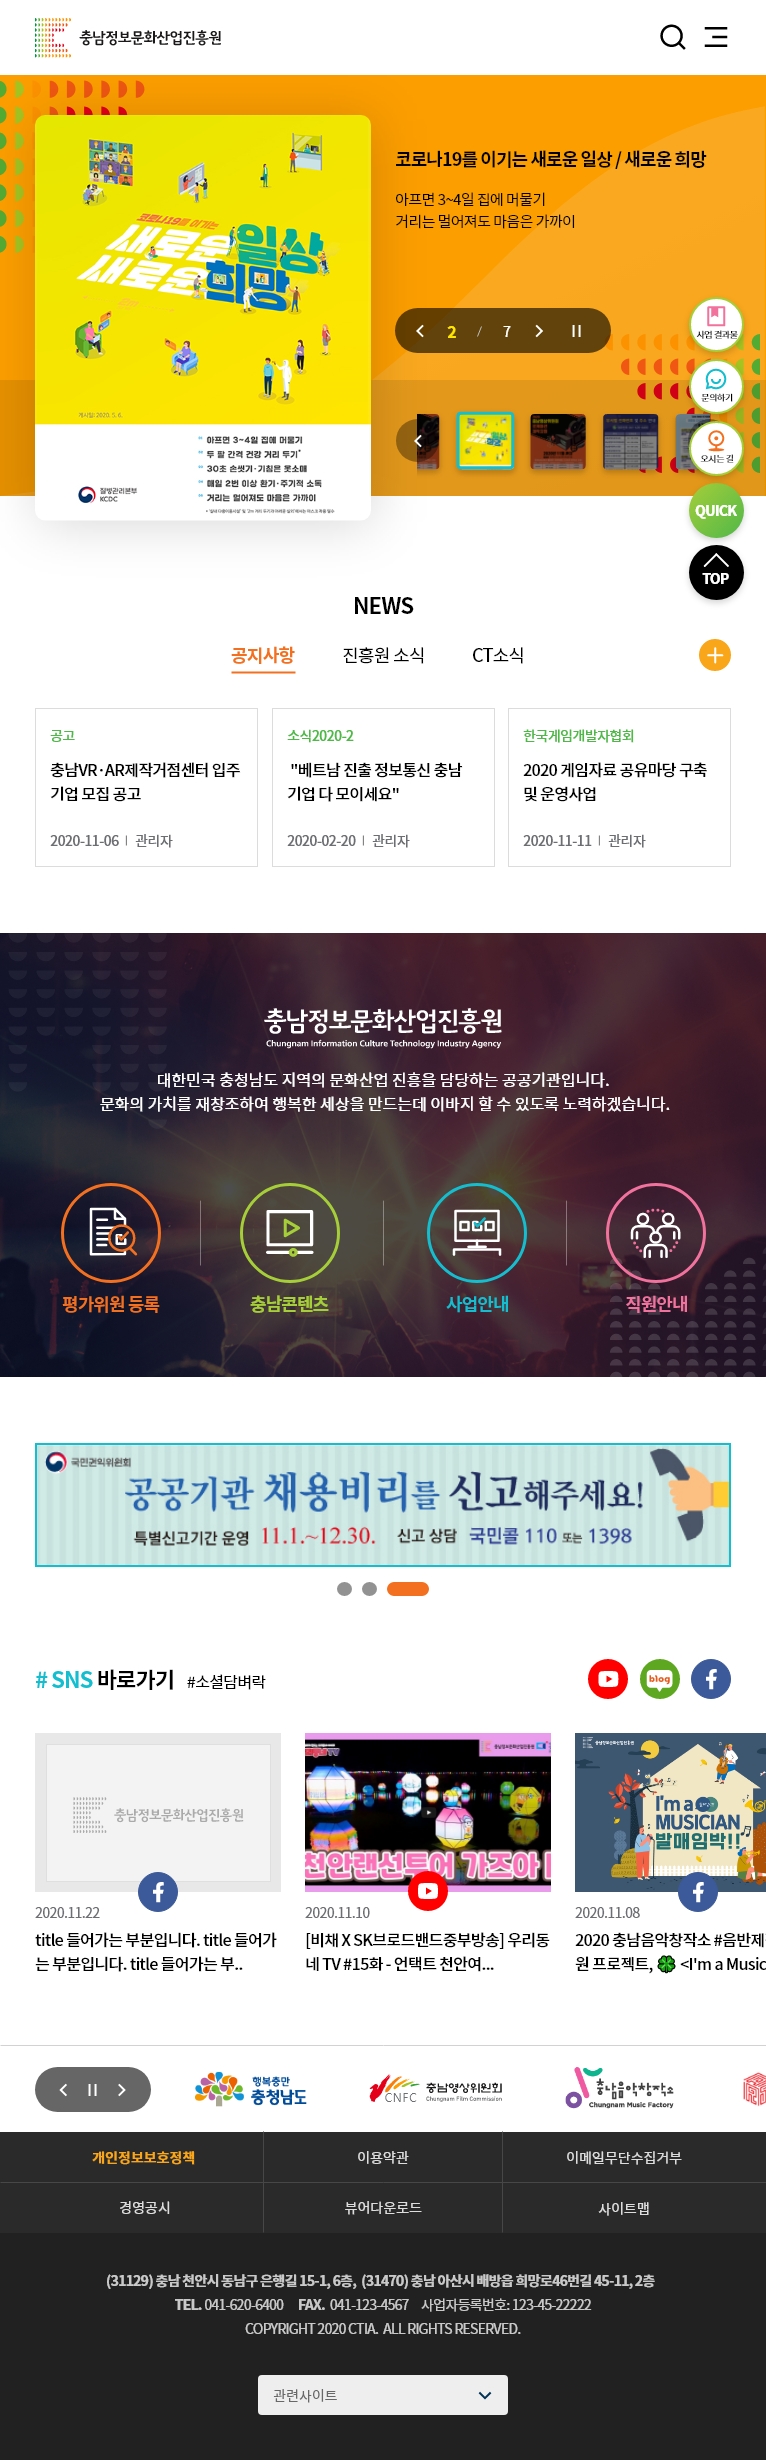 충남정보문화산업진흥원
코로나19를 이기는
새로운 일상
새로운 희망
게시일: 2020. 5. 6.
아프면 3~4일 집에 머물기
두 팔 간격 건강 거리 두기*
30초 손씻기·기침은 옷소매
매일 2번 이상 환기·주기적 소독
거리는 멀어져도 마음은 가까이
질병관리본부
KCDC
코로나19를 이기는 새로운 일상 / 새로운 희망
아프면 3~4일 집에 머물기
거리는 멀어져도 마음은 가까이
2 / 7
사업 결과물
문의하기
오시는 길
QUICK
TOP
NEWS
공지사항 진흥원 소식 CT소식
공고
충남VR·AR제작거점센터 입주
기업 모집 공고
2020-11-06 관리자
소식2020-2
"베트남 진출 정보통신 충남
기업 다 모이세요"
2020-02-20 관리자
한국게임개발자협회
2020 게임자료 공유마당 구축
및 운영사업
2020-11-11 관리자
충남정보문화산업진흥원
Chungnam Information Culture Technology Industry Agency
대한민국 충청남도 지역의 문화산업 진흥을 담당하는 공공기관입니다.
문화의 가치를 재창조하여 행복한 세상을 만드는데 이바지 할 수 있도록 노력하겠습니다.
평가위원 등록
충남콘텐츠
사업안내
직원안내
국민권익위원회
공공기관 채용비리를 신고해주세요!
특별신고기간 운영 11.1.~12.30. 신고 상담 국민콜 110 또는 1398
# SNS 바로가기 #소셜담벼락
blog
충남정보문화산업진흥원
2020.11.22
title 들어가는 부분입니다. title 들어가
는 부분입니다. title 들어가는 부..
TV
충남정보문화산업진흥원
천안랜선투어 가즈아
2020.11.10
[비채 X SK브로드밴드중부방송] 우리동
네 TV #15화 - 언택트 천안여...
충남정보문화산업진흥원
I'm a
MUSICIAN
발매임박!!
2020.11.08
2020 충남음악창작소 #음반제
원 프로젝트, 🍀 <I'm a Music
행복충만
충청남도
CNFC
충남영상위원회
Chungnam Film Commission
충남음악창작소
Chungnam Music Factory
개인정보보호정책 이용약관 이메일무단수집거부
경영공시 뷰어다운로드 사이트맵
(31129) 충남 천안시 동남구 은행길 15-1, 6층, (31470) 충남 아산시 배방읍 희망로46번길 45-11, 2층
TEL. 041-620-6400 FAX. 041-123-4567 사업자등록번호: 123-45-22222
COPYRIGHT 2020 CTIA. ALL RIGHTS RESERVED.
관련사이트